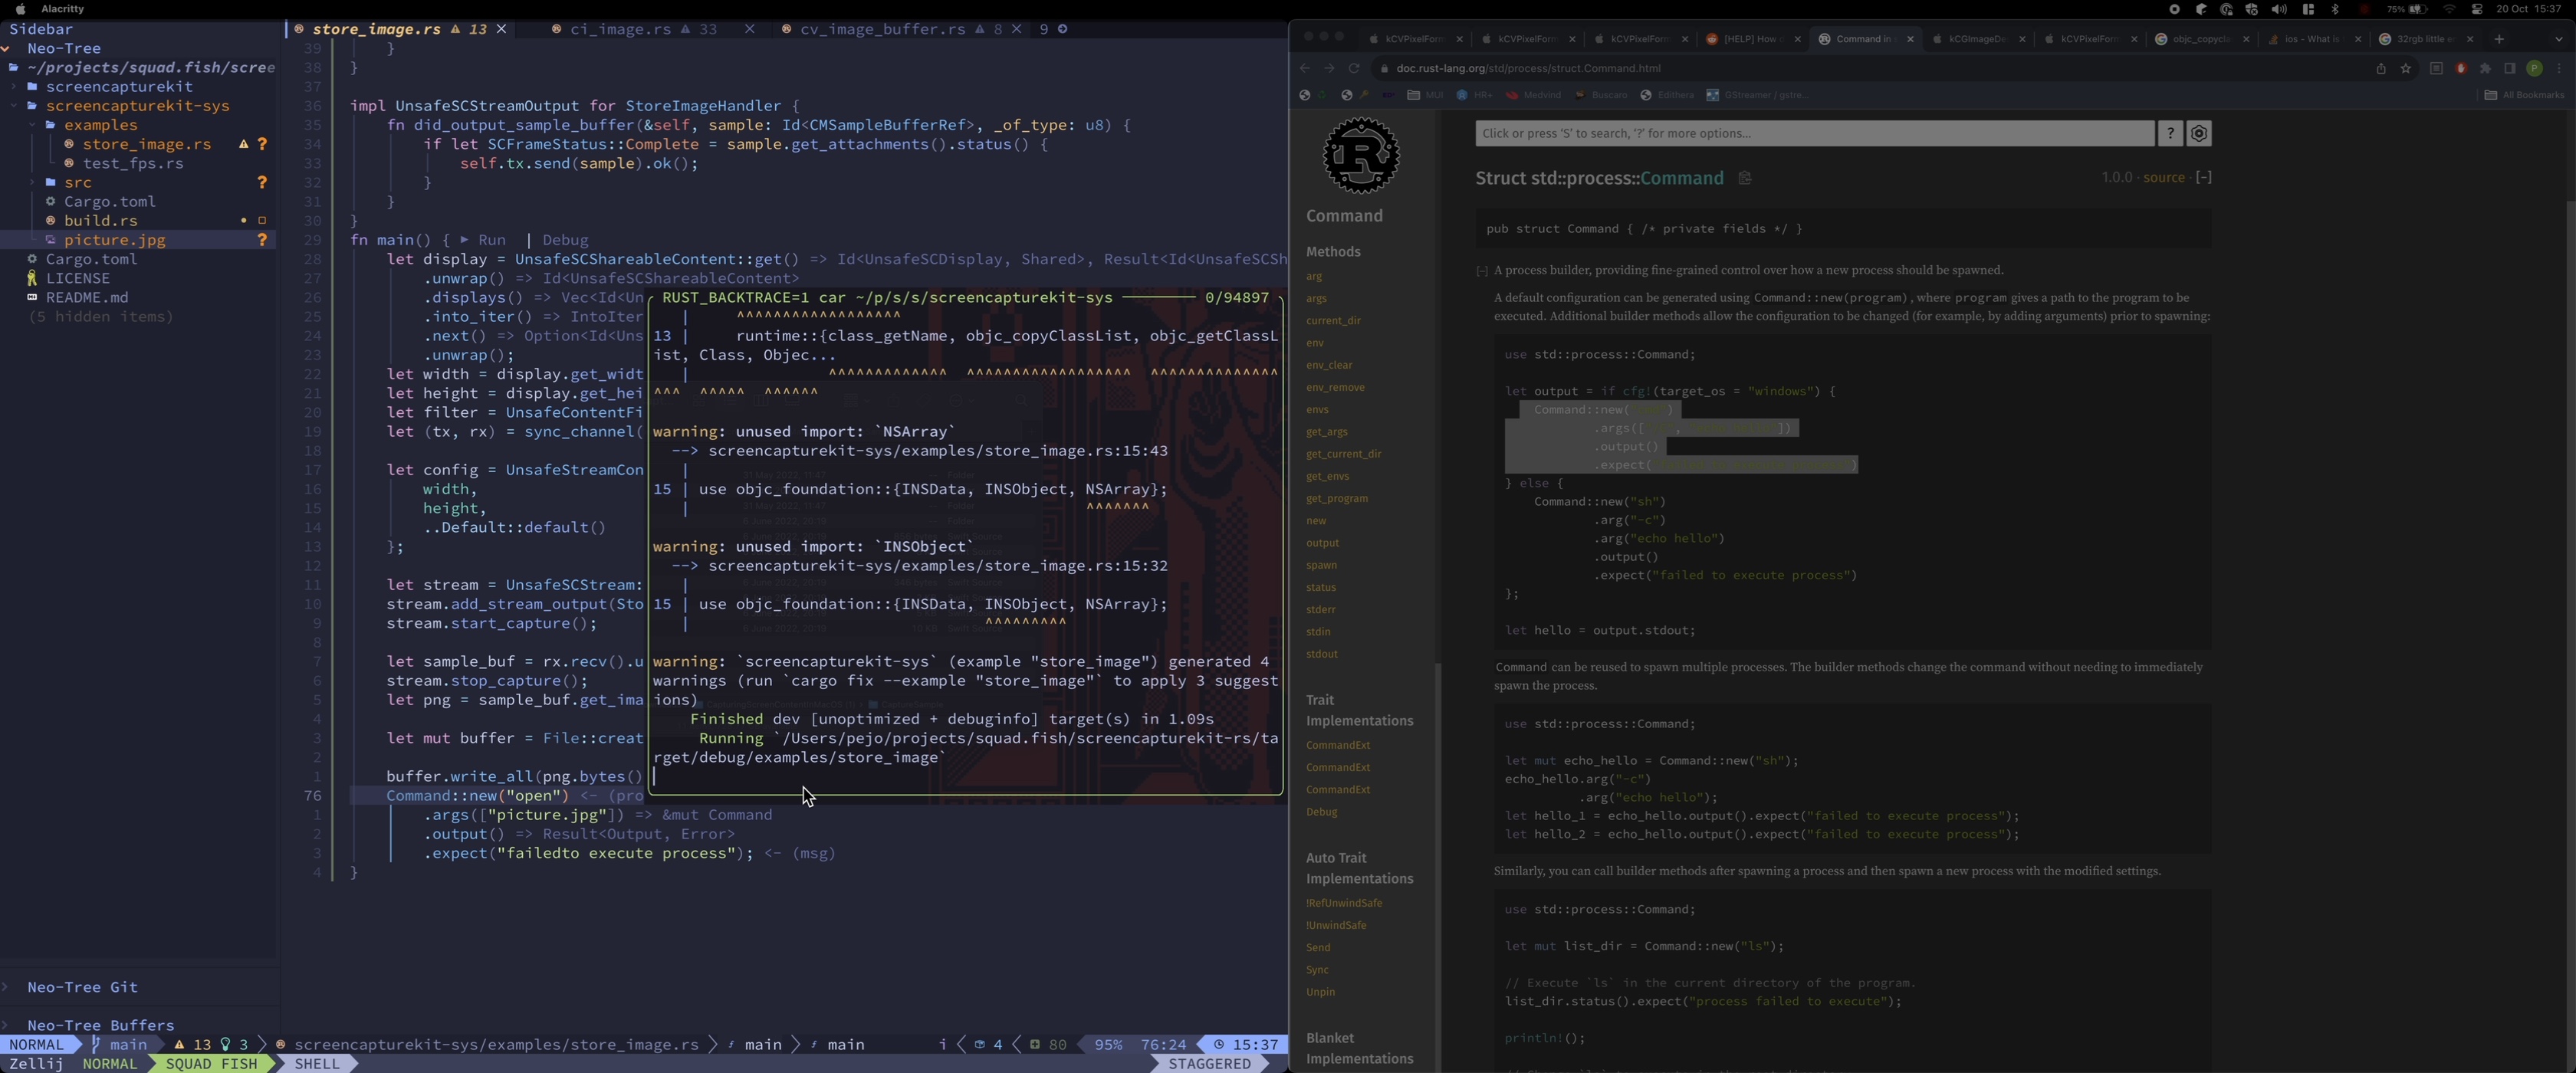 Alacritty
75%
20 Oct 15:37
Sidebar
Neo-Tree
~/projects/squad.fish/scree
screencapturekit
screencapturekit-sys
examples
store_image.rs ?
test_fps.rs
src ?
Cargo.toml
build.rs
picture.jpg ?
Cargo.toml
LICENSE
README.md
(5 hidden items)
Neo-Tree Git
Neo-Tree Buffers
store_image.rs 13 ci_image.rs 33 cv_image_buffer.rs 8 9
39 }
38 }
37
36 impl UnsafeSCStreamOutput for StoreImageHandler {
35 fn did_output_sample_buffer(&self, sample: Id<CMSampleBufferRef>, _of_type: u8) {
34 if let SCFrameStatus::Complete = sample.get_attachments().status() {
33 self.tx.send(sample).ok();
32 }
31 }
30 }
29 fn main() { ▶ Run | Debug
28 let display = UnsafeSCShareableContent::get() => Id<UnsafeSCDisplay, Shared>, Result<Id<UnsafeSCSh
27 .unwrap() => Id<UnsafeSCShareableContent>
26 .displays() => Vec<Id<Un
25 .into_iter() => IntoIter
24 .next() => Option<Id<Uns
23 .unwrap();
22 let width = display.get_widt
21 let height = display.get_hei
20 let filter = UnsafeContentFi
19 let (tx, rx) = sync_channel(
18
17 let config = UnsafeStreamCon
16 width,
15 height,
14 ..Default::default()
13 };
12
11 let stream = UnsafeSCStream:
10 stream.add_stream_output(Sto
9 stream.start_capture();
8
7 let sample_buf = rx.recv().u
6 stream.stop_capture();
5 let png = sample_buf.get_ima
4
3 let mut buffer = File::creat
2
1 buffer.write_all(png.bytes()
76 Command::new("open") <- (pro
1 .args(["picture.jpg"]) => &mut Command
2 .output() => Result<Output, Error>
3 .expect("failedto execute process"); <- (msg)
4 }
RUST_BACKTRACE=1 car ~/p/s/s/screencapturekit-sys 0/94897
| ^^^^^^^^^^^^^^^^^^
13 | runtime::{class_getName, objc_copyClassList, objc_getClassL
ist, Class, Objec...
| ^^^^^^^^^^^^^ ^^^^^^^^^^^^^^^^^^ ^^^^^^^^^^^^^^
^^^ ^^^^^ ^^^^^^
warning: unused import: `NSArray`
--> screencapturekit-sys/examples/store_image.rs:15:43
|
15 | use objc_foundation::{INSData, INSObject, NSArray};
| ^^^^^^^
warning: unused import: `INSObject`
--> screencapturekit-sys/examples/store_image.rs:15:32
|
15 | use objc_foundation::{INSData, INSObject, NSArray};
| ^^^^^^^^^
warning: `screencapturekit-sys` (example "store_image") generated 4
warnings (run `cargo fix --example "store_image"` to apply 3 suggest
ions)
Finished dev [unoptimized + debuginfo] target(s) in 1.09s
Running `/Users/pejo/projects/squad.fish/screencapturekit-rs/ta
rget/debug/examples/store_image`
NORMAL main 13 3 screencapturekit-sys/examples/store_image.rs main main i 4 80 95% 76:24 15:37
Zellij NORMAL SQUAD FISH SHELL STAGGERED
kCVPixelForm kCVPixelForm kCVPixelForm [HELP] How Command in kCGImageDe kCVPixelForm objc_copycla ios - What is 32rgb little e
doc.rust-lang.org/std/process/struct.Command.html
MUI HR+ Medvind Buscaro Edithera GStreamer / gstre... All Bookmarks
Click or press 'S' to search, '?' for more options... ?
Struct std::process::Command
1.0.0 · source · [-]
pub struct Command { /* private fields */ }
[-] A process builder, providing fine-grained control over how a new process should be spawned.
A default configuration can be generated using Command::new(program), where program gives a path to the program to be
executed. Additional builder methods allow the configuration to be changed (for example, by adding arguments) prior to spawning:
use std::process::Command;
let output = if cfg!(target_os = "windows") {
Command::new(
.args([
.output()
.expect(
} else {
Command::new("sh")
.arg("-c")
.arg("echo hello")
.output()
.expect("failed to execute process")
};
let hello = output.stdout;
Command can be reused to spawn multiple processes. The builder methods change the command without needing to immediately
spawn the process.
use std::process::Command;
let mut echo_hello = Command::new("sh");
echo_hello.arg("-c")
.arg("echo hello");
let hello_1 = echo_hello.output().expect("failed to execute process");
let hello_2 = echo_hello.output().expect("failed to execute process");
Similarly, you can call builder methods after spawning a process and then spawn a new process with the modified settings.
use std::process::Command;
let mut list_dir = Command::new("ls");
// Execute `ls` in the current directory of the program.
list_dir.status().expect("process failed to execute");
println!();
Command
Methods
arg
args
current_dir
env
env_clear
env_remove
envs
get_args
get_current_dir
get_envs
get_program
new
output
spawn
status
stderr
stdin
stdout
Trait
Implementations
CommandExt
CommandExt
CommandExt
Debug
Auto Trait
Implementations
!RefUnwindSafe
!UnwindSafe
Send
Sync
Unpin
Blanket
Implementations